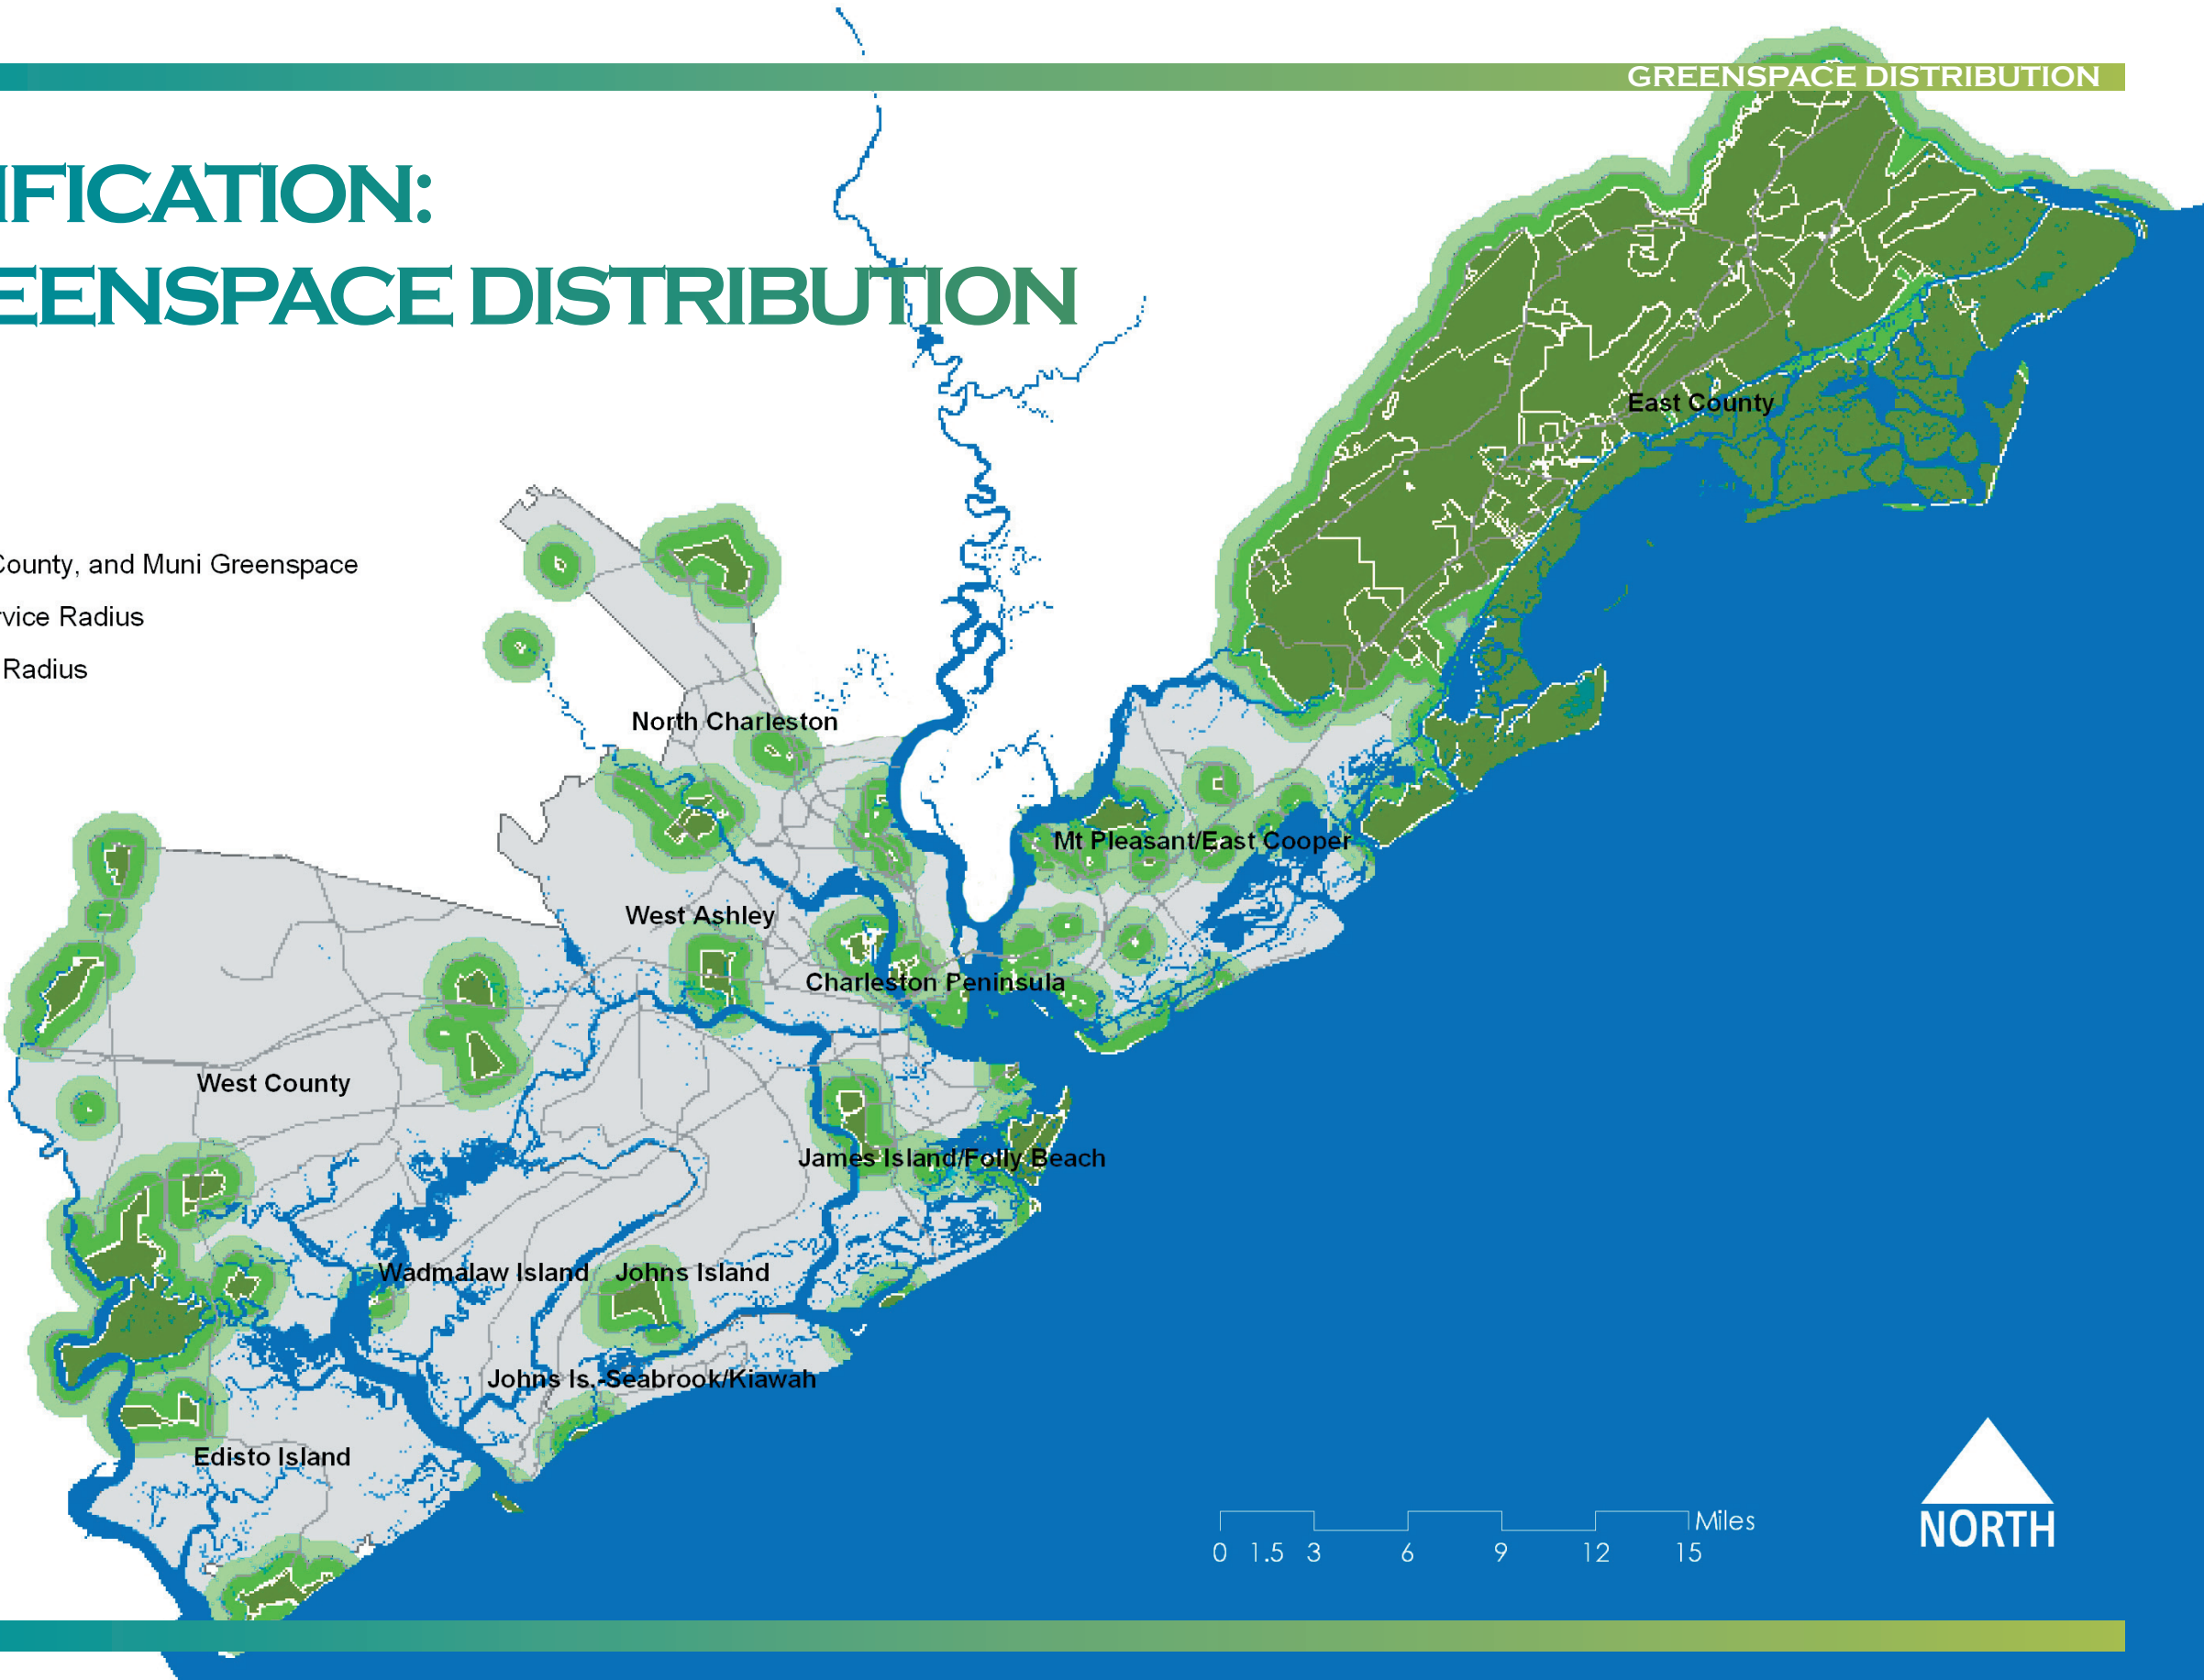 GREENSPACE DISTRIBUTION
IFICATION:
EENSPACE DISTRIBUTION
County, and Muni Greenspace
rvice Radius
Radius
East County
North Charleston
Mt Pleasant/East Cooper
West Ashley
Charleston Peninsula
West County
James Island/Folly Beach
Wadmalaw Island
Johns Island
Johns Is.-Seabrook/Kiawah
Edisto Island
Miles
0 1.5 3 6 9 12 15
NORTH